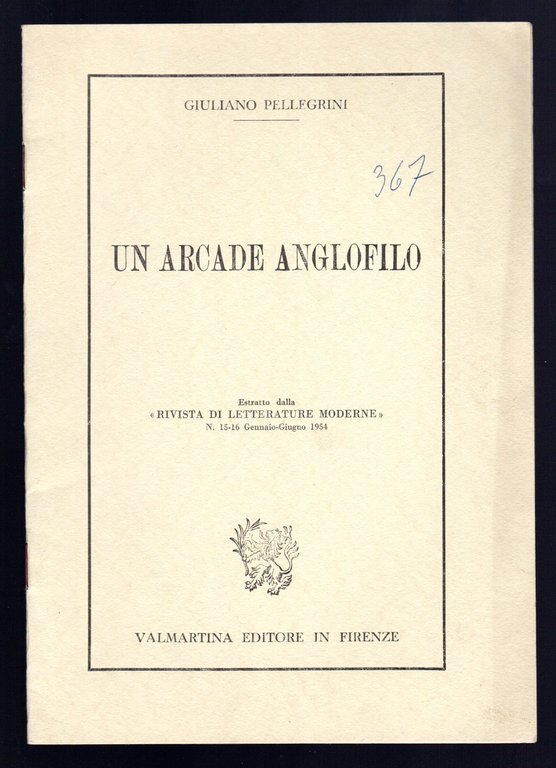 GIULIANO PELLEGRINI
367
UN ARCADE ANGLOFILO
Estratto dalla
«RIVISTA DI LETTERATURE MODERNE»
N. 15-16 Gennaio-Giugno 1954
VALMARTINA EDITORE IN FIRENZE